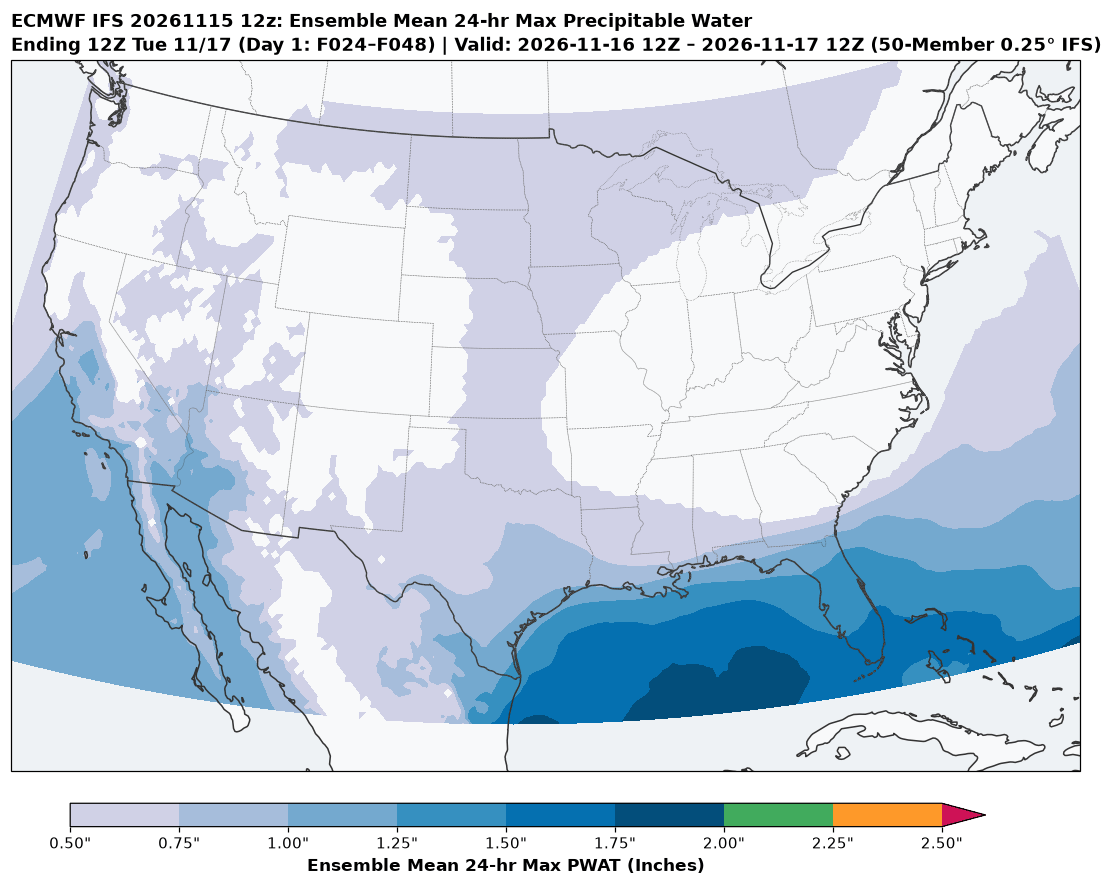 ECMWF IFS 20261115 12z: Ensemble Mean 24-hr Max Precipitable Water
Ending 12Z Tue 11/17 (Day 1: F024–F048) | Valid: 2026-11-16 12Z – 2026-11-17 12Z (50-Member 0.25° IFS)
0.50" 0.75" 1.00" 1.25" 1.50" 1.75" 2.00" 2.25" 2.50"
Ensemble Mean 24-hr Max PWAT (Inches)